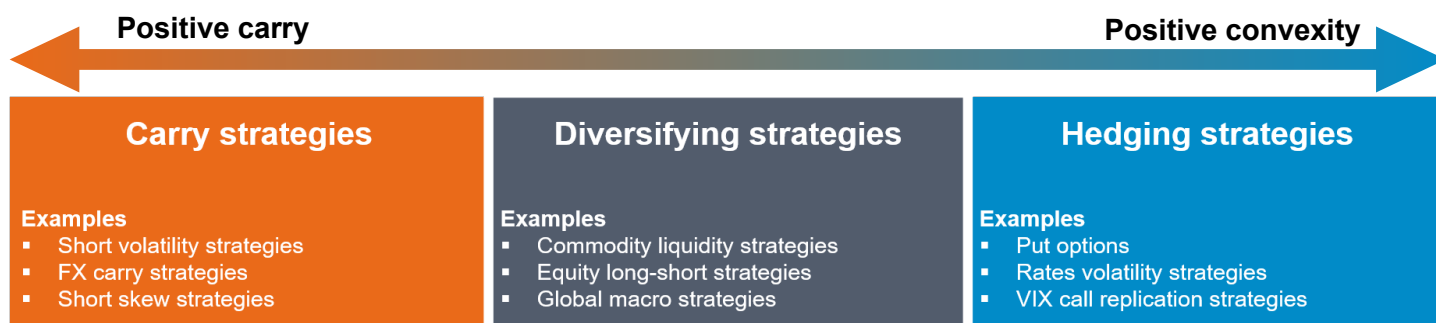 Positive carry
Positive convexity
Carry strategies
Examples
▪ Short volatility strategies
▪ FX carry strategies
▪ Short skew strategies
Diversifying strategies
Examples
▪ Commodity liquidity strategies
▪ Equity long-short strategies
▪ Global macro strategies
Hedging strategies
Examples
▪ Put options
▪ Rates volatility strategies
▪ VIX call replication strategies